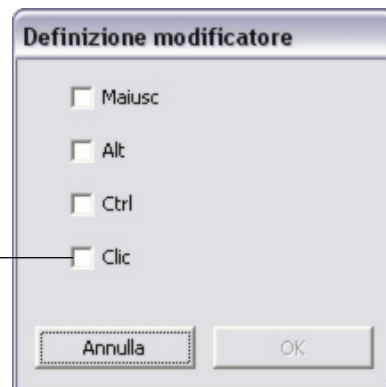 Definizione modificatore
Maiusc
Alt
Ctrl
Clic
Annulla OK